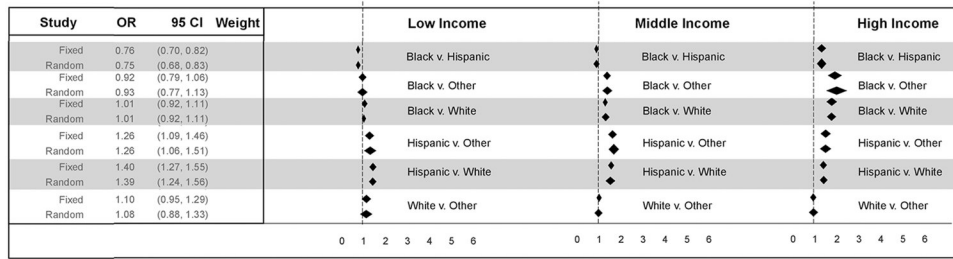 Study OR 95 CI Weight Low Income Middle Income High Income
Fixed 0.76 (0.70, 0.82)
Black v. Hispanic Black v. Hispanic Black v. Hispanic
Random 0.75 (0.68, 0.83)
Fixed 0.92 (0.79, 1.06)
Black v. Other Black v. Other Black v. Other
Random 0.93 (0.77, 1.13)
Fixed 1.01 (0.92, 1.11)
Black v. White Black v. White Black v. White
Random 1.01 (0.92, 1.11)
Fixed 1.26 (1.09, 1.46)
Hispanic v. Other Hispanic v. Other Hispanic v. Other
Random 1.26 (1.06, 1.51)
Fixed 1.40 (1.27, 1.55)
Hispanic v. White Hispanic v. White Hispanic v. White
Random 1.39 (1.24, 1.56)
Fixed 1.10 (0.95, 1.29)
White v. Other White v. Other White v. Other
Random 1.08 (0.88, 1.33)
0 1 2 3 4 5 6 0 1 2 3 4 5 6 0 1 2 3 4 5 6